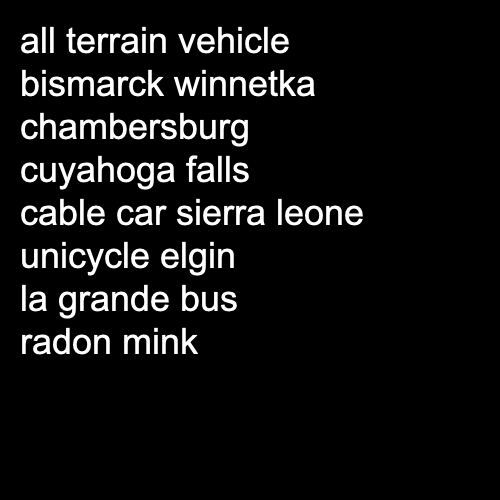 all terrain vehicle
bismarck winnetka
chambersburg
cuyahoga falls
cable car sierra leone
unicycle elgin
la grande bus
radon mink